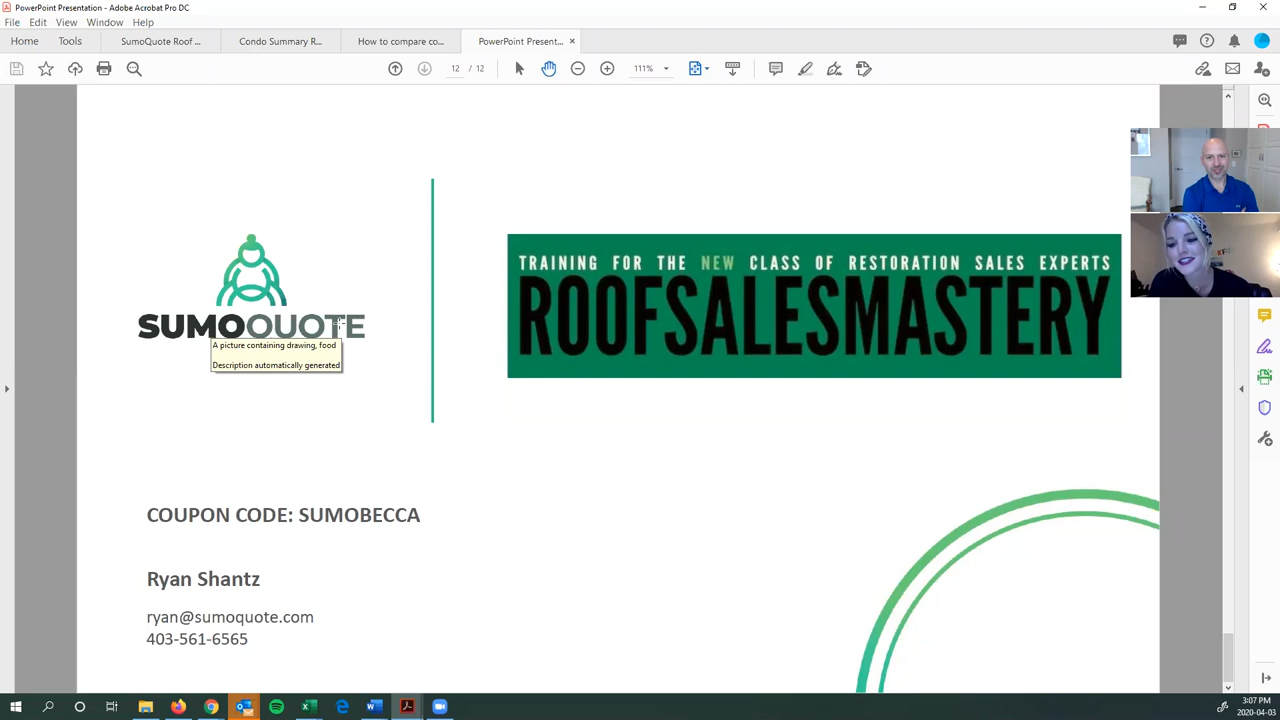 PowerPoint Presentation - Adobe Acrobat Pro DC
File Edit View Window Help
Home Tools SumoQuote Roof ... Condo Summary R... How to compare co... PowerPoint Present... ×
12 / 12 111%
SUMOQUOTE
A picture containing drawing, food
Description automatically generated
TRAINING FOR THE NEW CLASS OF RESTORATION SALES EXPERTS
ROOFSALESMASTERY
COUPON CODE: SUMOBECCA
Ryan Shantz
ryan@sumoquote.com
403-561-6565
3:07 PM
2020-04-03